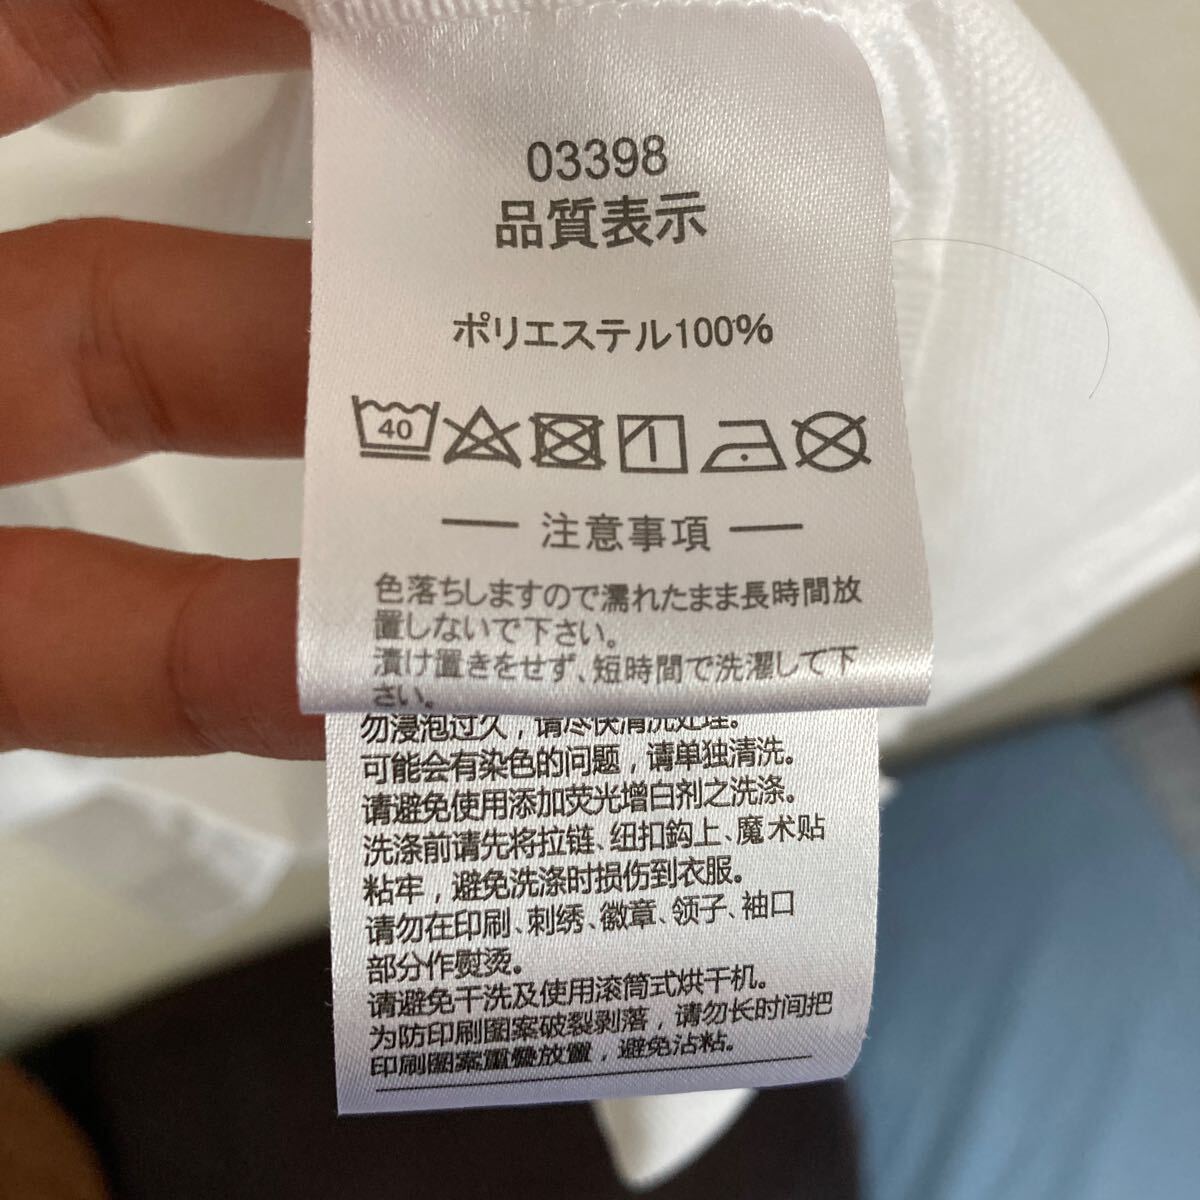 03398
品質表示
ポリエステル100%
40
注意事項
色落ちしますので濡れたまま長時間放
置しないで下さい。
漬け置きをせず、短時間で洗濯して下
さい。
勿浸泡过久，请尽快清洗处理。
可能会有染色的问题，请单独清洗。
请避免使用添加荧光增白剂之洗涤。
洗涤前请先将拉链、纽扣鈎上、魔术贴
粘牢，避免洗涤时损伤到衣服。
请勿在印刷、刺绣、徽章、领子、袖口
部分作熨烫。
请避免干洗及使用滚筒式烘干机。
为防印刷图案破裂剥落，请勿长时间把
印刷图案重叠放置，避免沾粘。